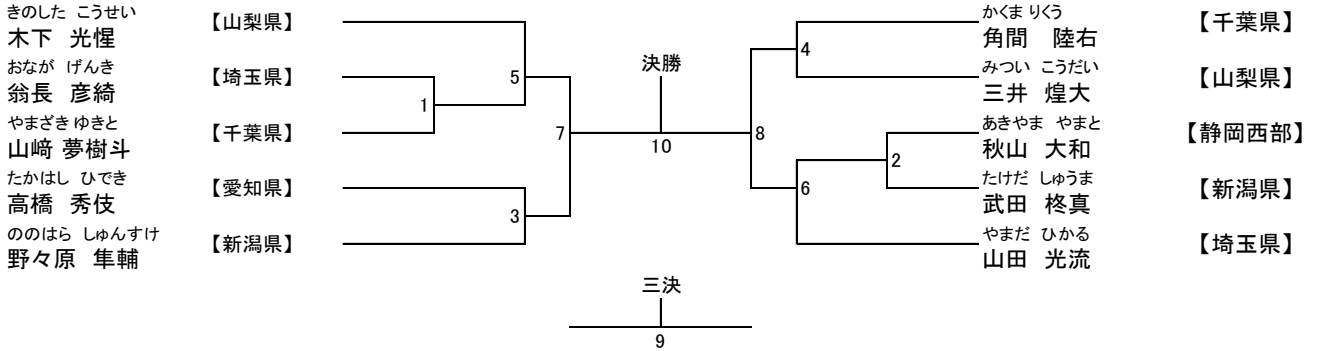 きのした こうせい
木下 光惺 【山梨県】
おなが げんき
翁長 彦綺 【埼玉県】
やまざき ゆきと
山﨑 夢樹斗 【千葉県】
たかはし ひでき
高橋 秀伎 【愛知県】
ののはら しゅんすけ
野々原 隼輔 【新潟県】
1
5
3
7
決勝
10
三決
9
8
4
6
2
かくま りくう
角間 陸右 【千葉県】
みつい こうだい
三井 煌大 【山梨県】
あきやま やまと
秋山 大和 【静岡西部】
たけだ しゅうま
武田 柊真 【新潟県】
やまだ ひかる
山田 光流 【埼玉県】